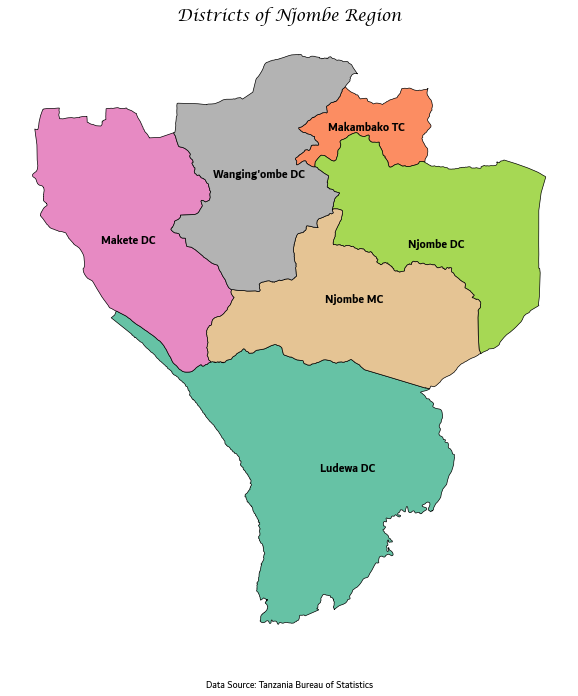 Districts of Njombe Region
Makambako TC
Wanging'ombe DC
Makete DC
Njombe DC
Njombe MC
Ludewa DC
Data Source: Tanzania Bureau of Statistics